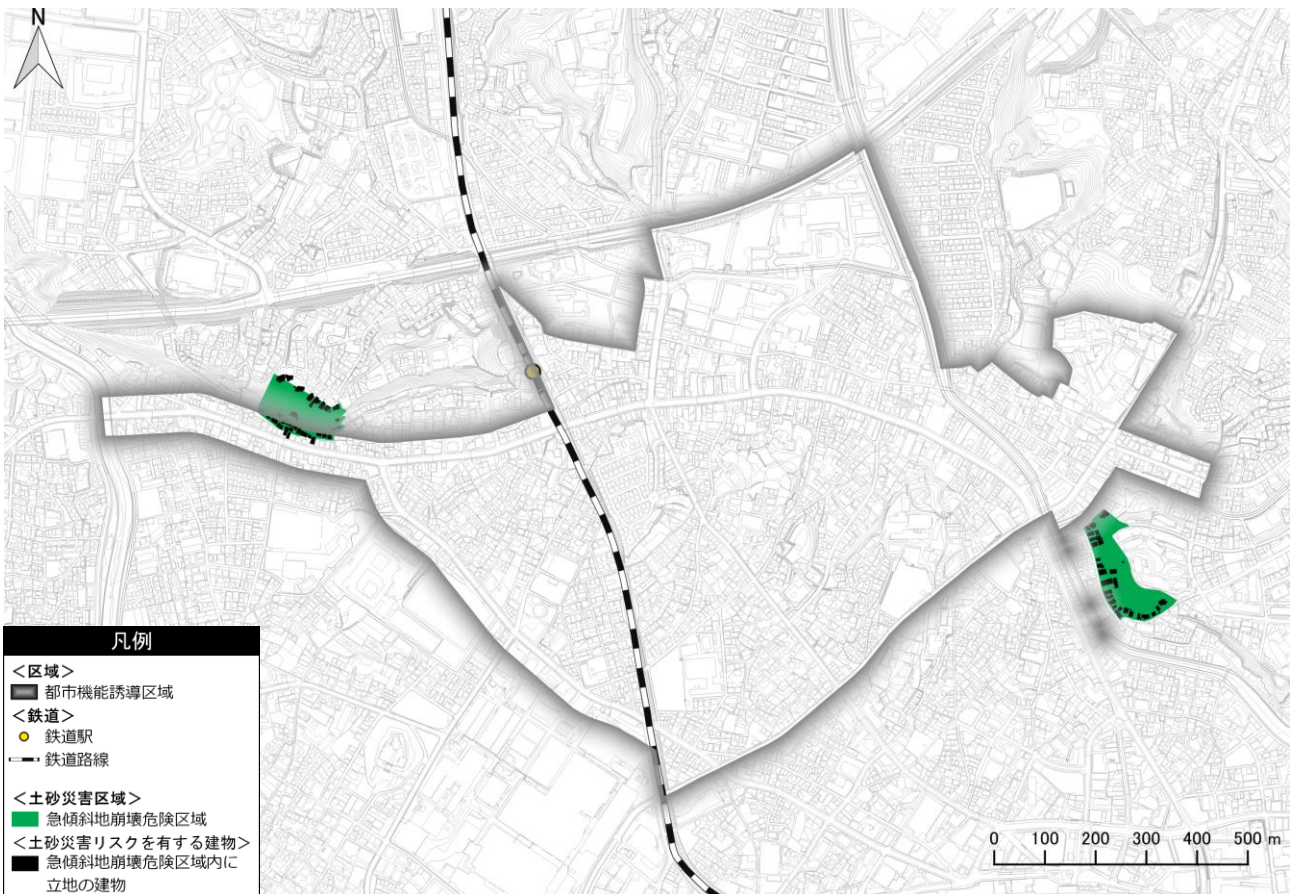 N
凡例
＜区域＞
都市機能誘導区域
＜鉄道＞
鉄道駅
鉄道路線
＜土砂災害区域＞
急傾斜地崩壊危険区域
＜土砂災害リスクを有する建物＞
急傾斜地崩壊危険区域内に
立地の建物
0 100 200 300 400 500 m